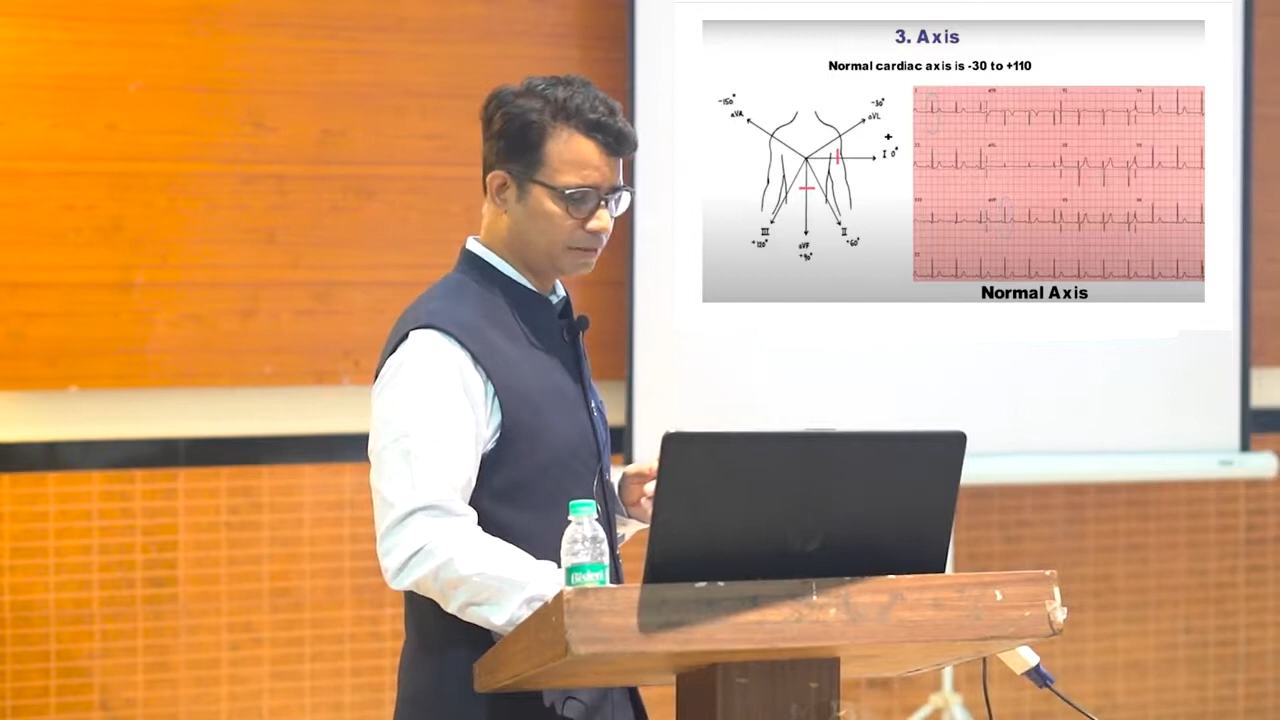 3. Axis
Normal cardiac axis is -30 to +110
-150°
aVR
-30°
aVL
+
I 0°
III
+120°
aVF
+90°
II
+60°
Normal Axis
Bisleri